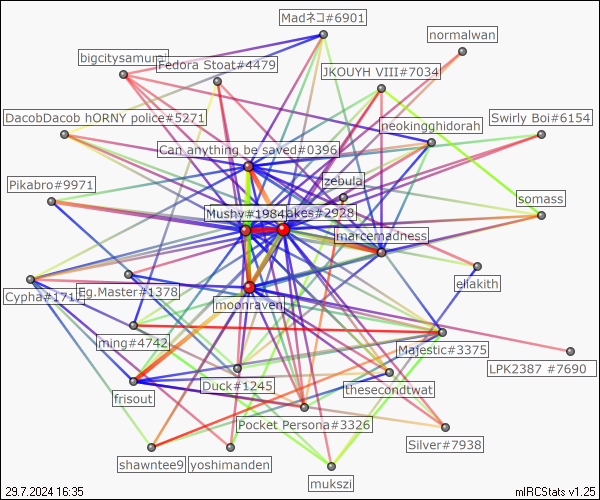 Madネコ#6901
normalwan
bigcitysamurai
Fedora Stoat#4479
JKOUYH VIII#7034
DacobDacob hORNY police#5271
neokingghidorah
Swirly Boi#6154
Can anything be saved#0396
zebula
Pikabro#9971
somass
Mushy#1984
akes#2928
marcemadness
ellakith
Cypha#171
Eg.Master#1378
moonraven
ming#4742
Majestic#3375
LPK2387 #7690
Duck#1245
thesecondtwat
frisout
Pocket Persona#3326
Silver#7938
shawntee9
yoshimanden
mukszi
29.7.2024 16:35
mIRCStats v1.25